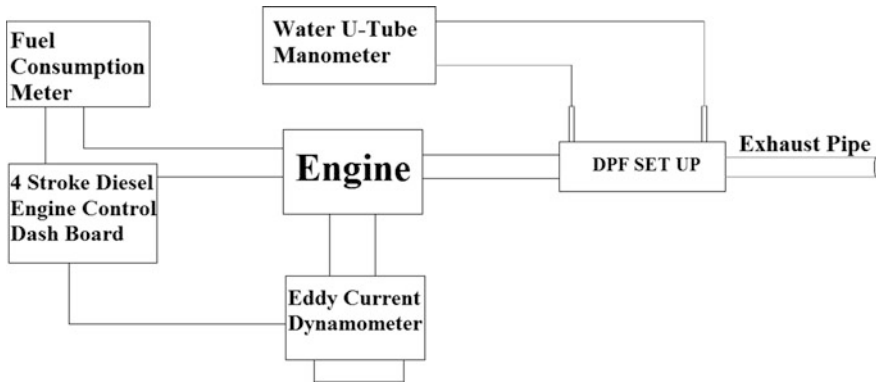 Fuel
Consumption
Meter
Water U-Tube
Manometer
Engine
DPF SET UP
Exhaust Pipe
4 Stroke Diesel
Engine Control
Dash Board
Eddy Current
Dynamometer